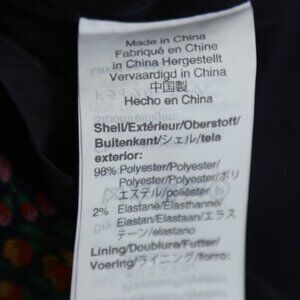 Made in China
Fabriqué en Chine
in China Hergestellt
Vervaardigd in China
中国製
Hecho en China
Shell/Extérieur/Oberstoff/
Buitenkant/シェル/tela
exterior:
98% Polyester/Polyester/
Polyester/Polyester/ポリ
エステル/poliéster
2% Elastane/Élasthanne/
Elastan/Elastaan/エラス
テーン/elastano
Lining/Doublure/Futter/
Voering/ライニング/forro: